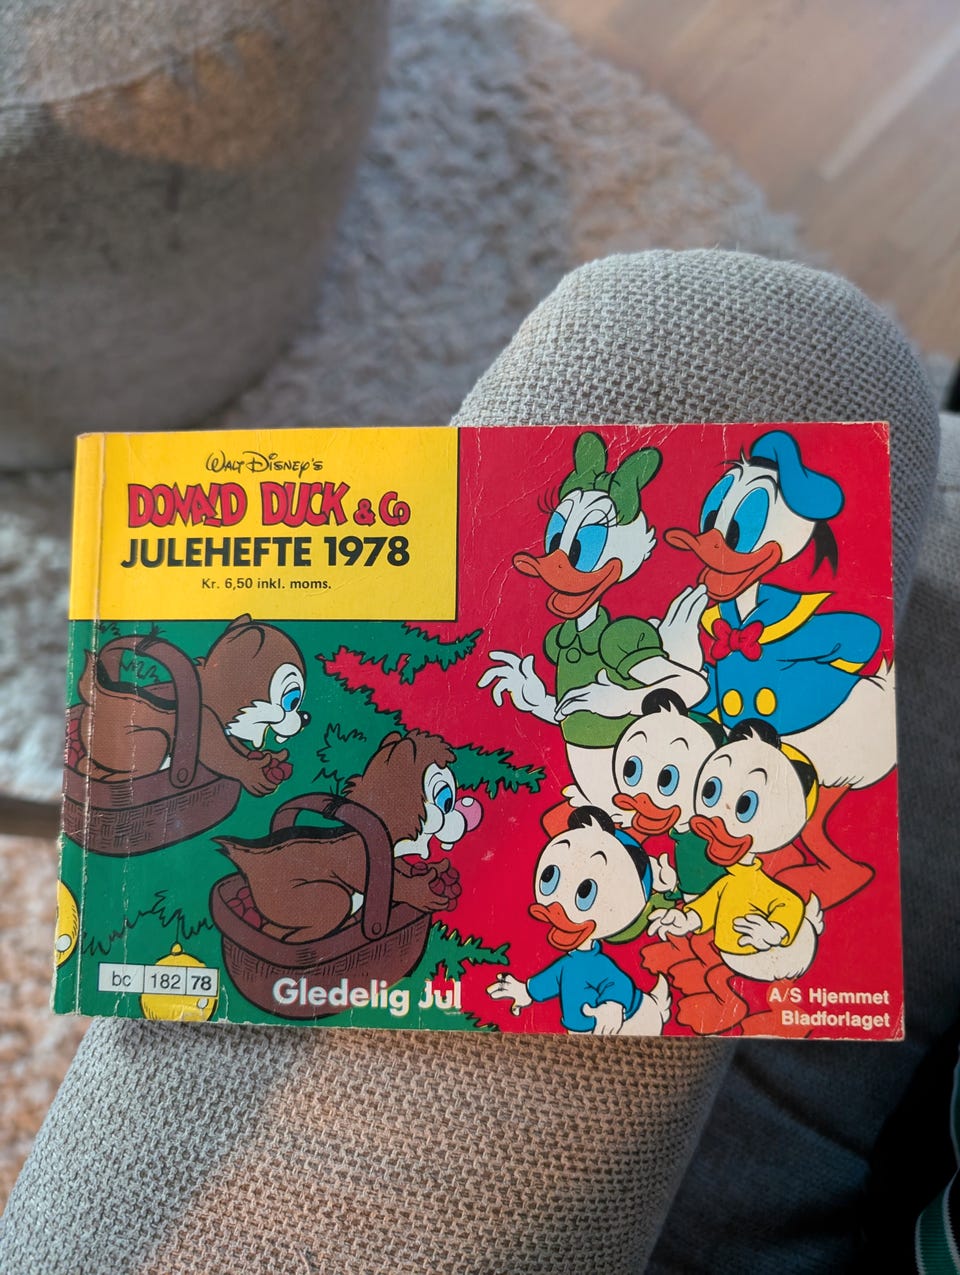 Walt Disney's
DONALD DUCK & Co
JULEHEFTE 1978
Kr. 6,50 inkl. moms.
bc 182 78
Gledelig Jul
A/S Hjemmet
Bladforlaget